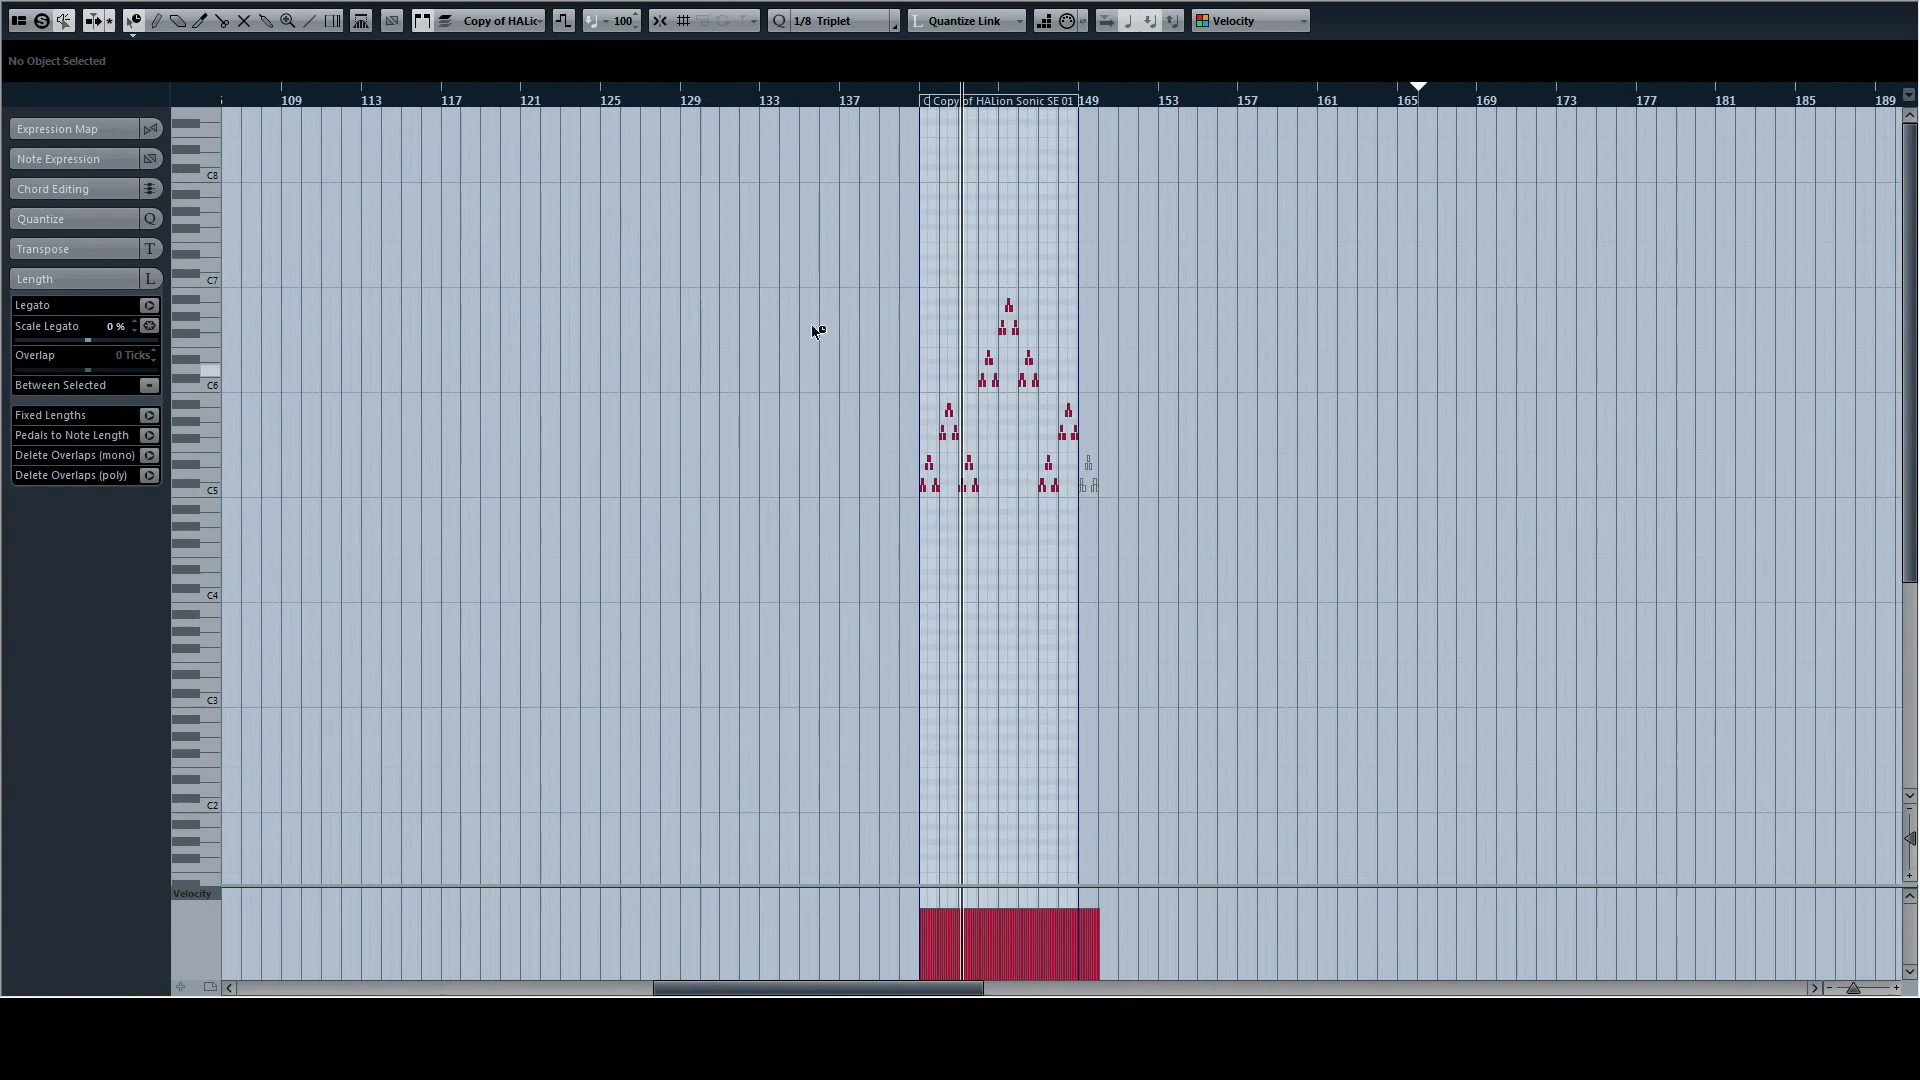 Copy of HALic
100
Q 1/8 Triplet
L Quantize Link
Velocity
No Object Selected
109 113 117 121 125 129 133 137 149 153 157 161 165 169 173 177 181 185 189
C Copy of HALion Sonic SE 01
Expression Map
Note Expression
Chord Editing
Quantize Q
Transpose T
Length L
Legato
Scale Legato 0 %
Overlap 0 Ticks
Between Selected
Fixed Lengths
Pedals to Note Length
Delete Overlaps (mono)
Delete Overlaps (poly)
C8
C7
C6
C5
C4
C3
C2
Velocity